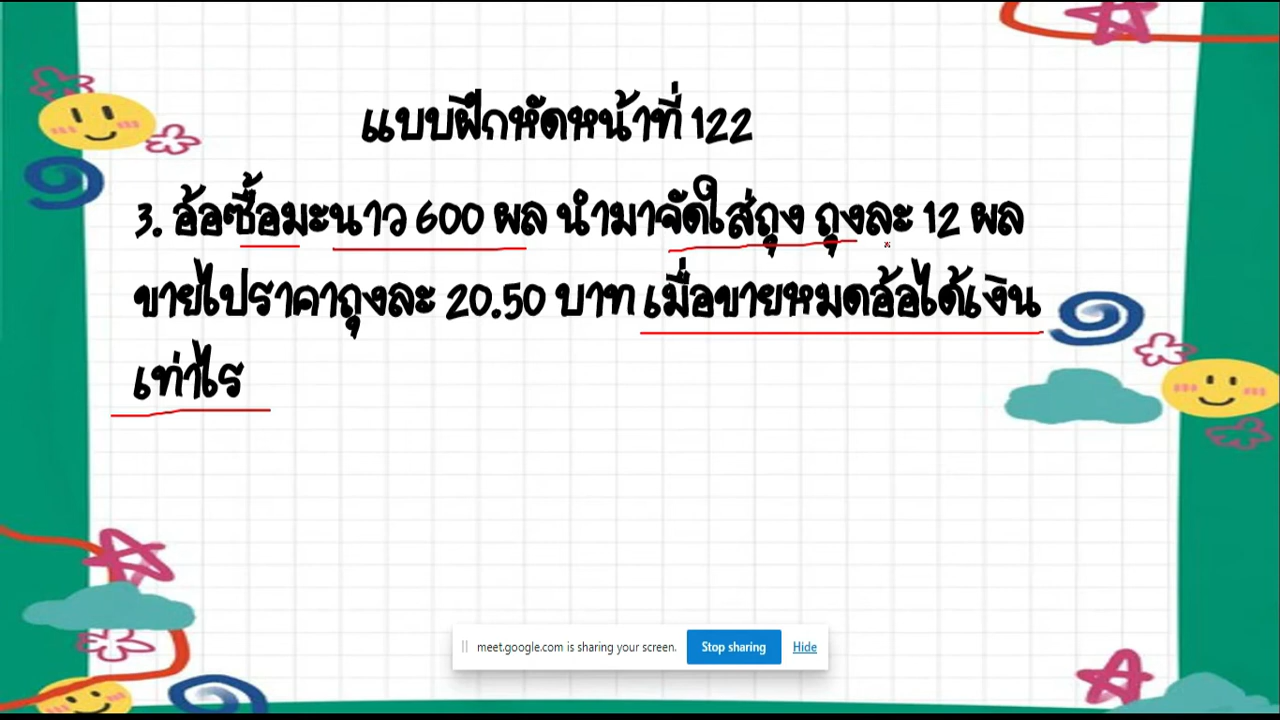 แบบฝึกหัดหน้าที่ 122
3. อ้อซื้อมะนาว 600 ผล นำมาจัดใส่ถุง ถุงละ 12 ผล
ขายไปราคาถุงละ 20.50 บาท เมื่อขายหมดอ้อได้เงิน
เท่าไร
meet.google.com is sharing your screen. Stop sharing Hide